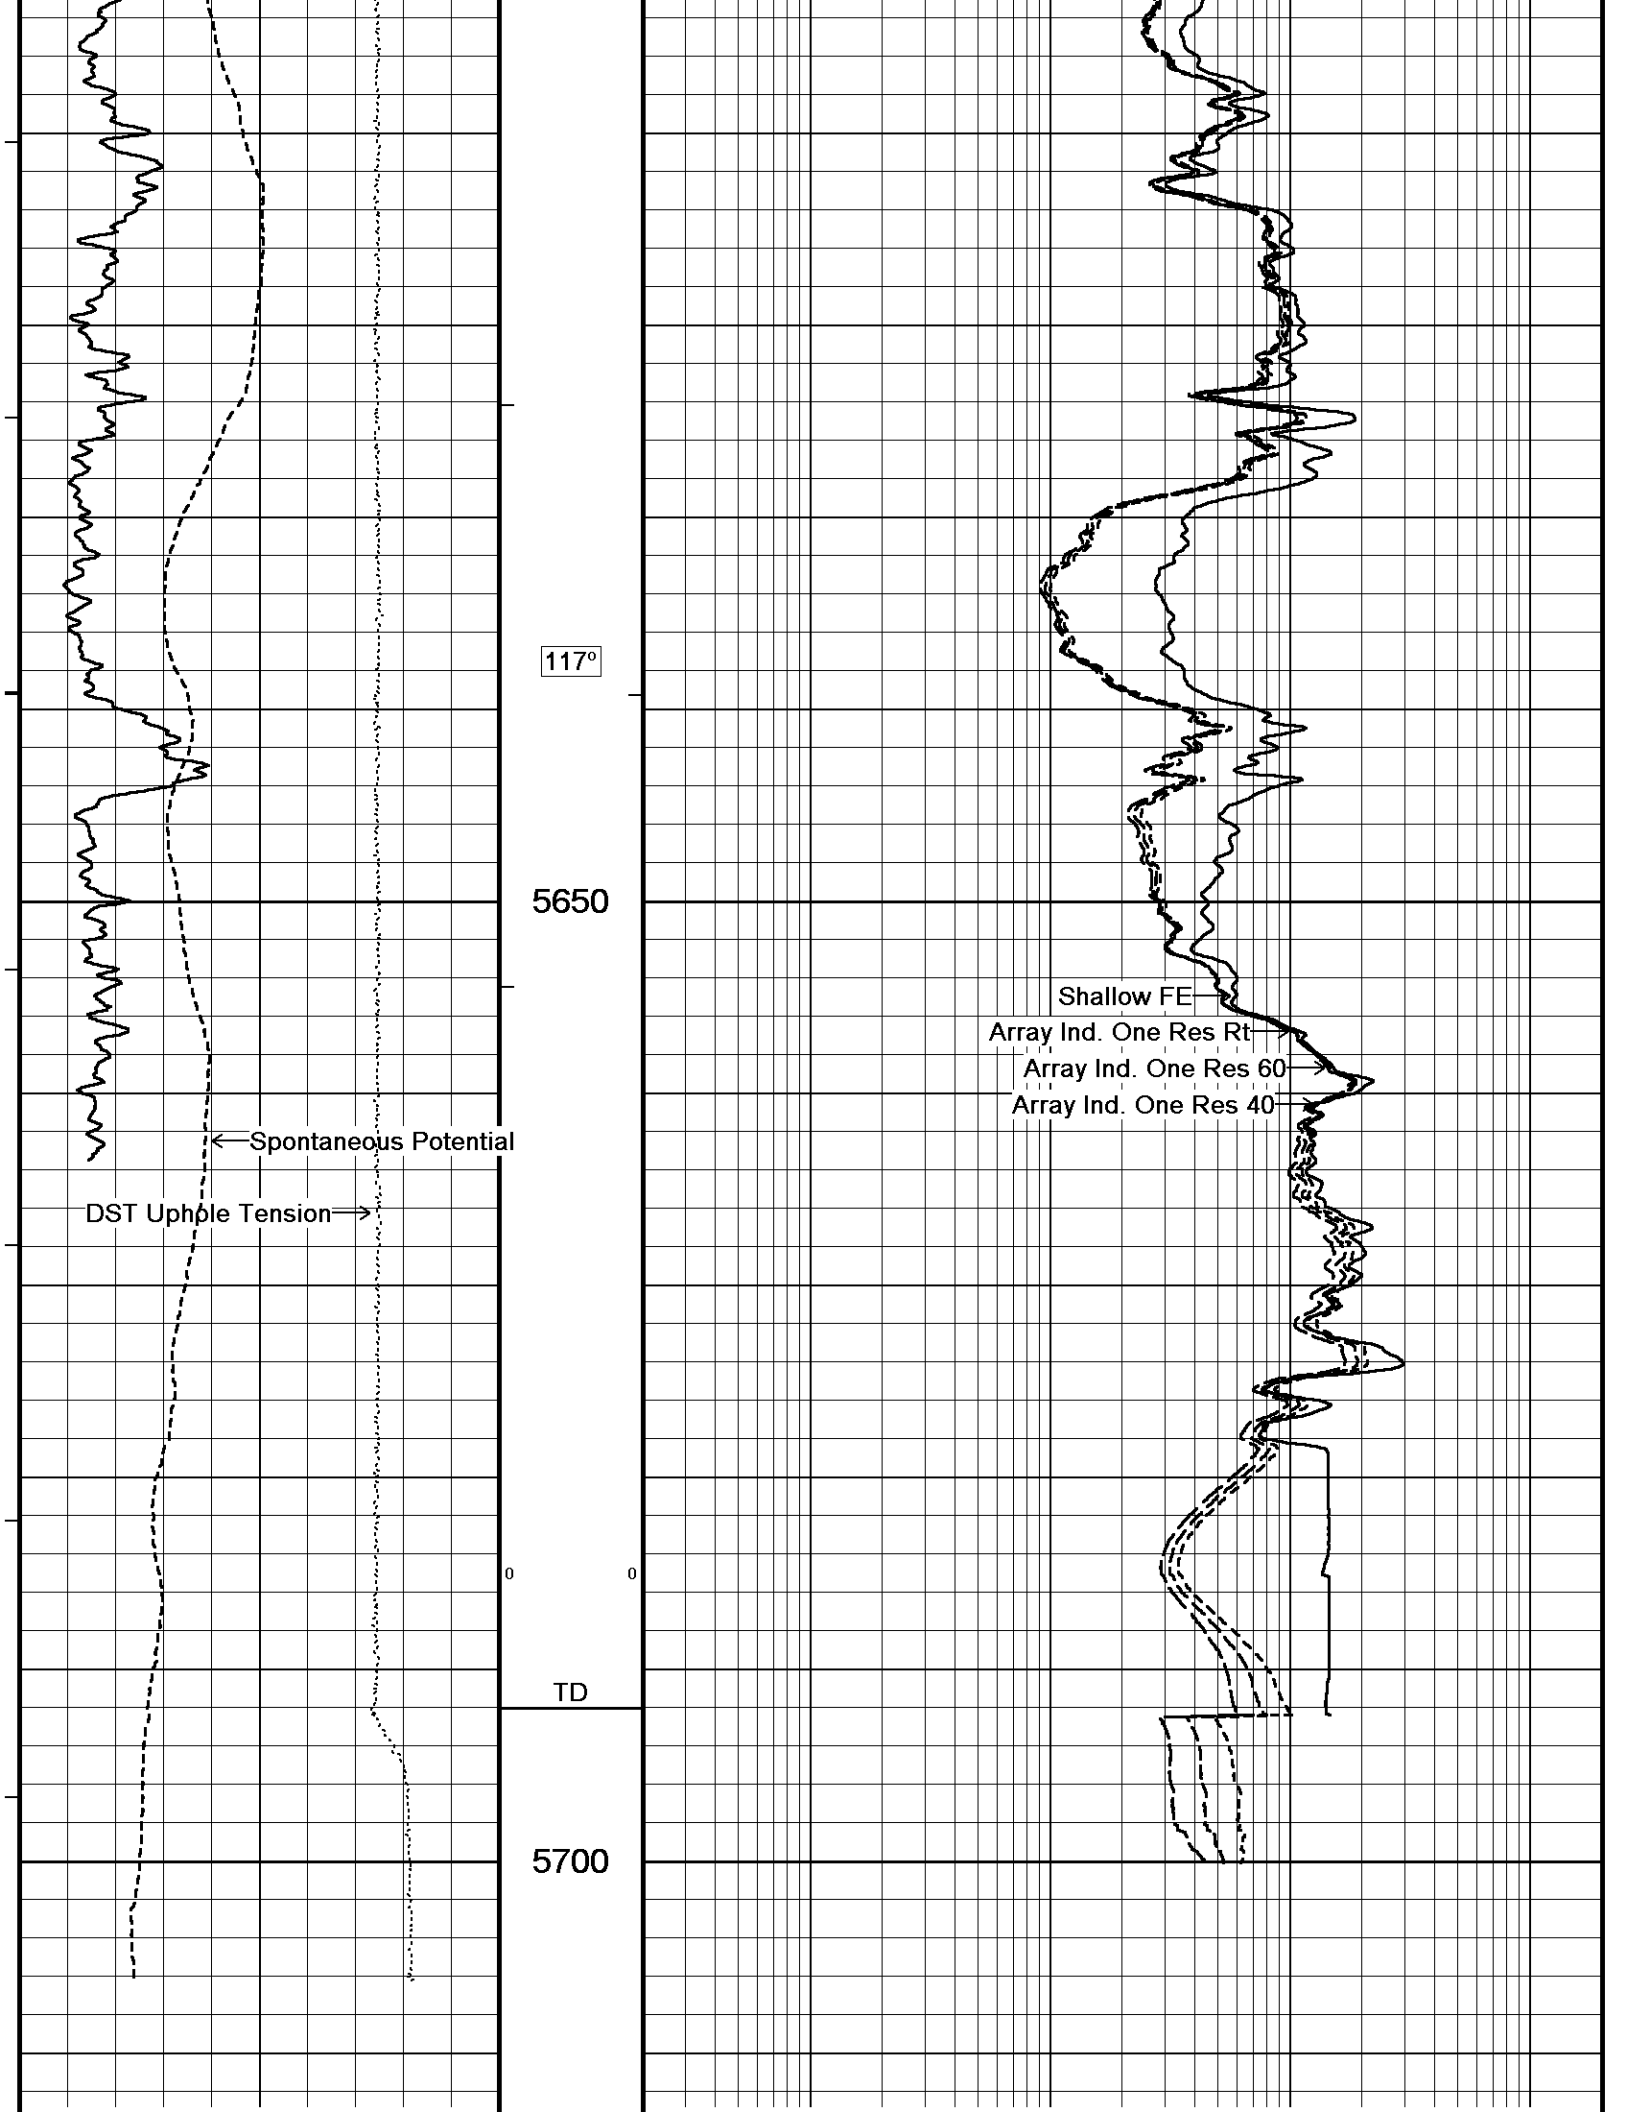 117º
5650
Shallow FE
Array Ind. One Res Rt
Array Ind. One Res 60
Array Ind. One Res 40
Spontaneous Potential
DST Uphole Tension
0 0
TD
5700